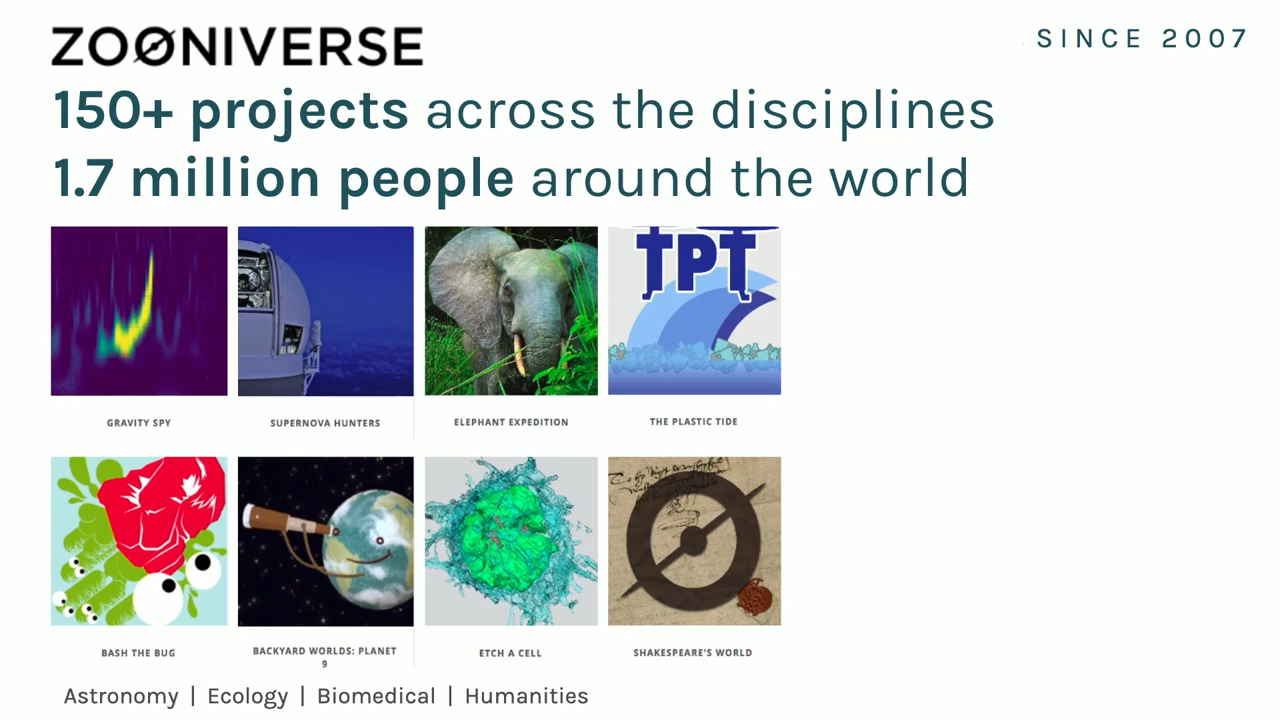 ZOØNIVERSE
SINCE 2007
150+ projects across the disciplines
1.7 million people around the world
TPT
GRAVITY SPY
SUPERNOVA HUNTERS
ELEPHANT EXPEDITION
THE PLASTIC TIDE
BASH THE BUG
BACKYARD WORLDS: PLANET
9
ETCH A CELL
SHAKESPEARE'S WORLD
Astronomy | Ecology | Biomedical | Humanities